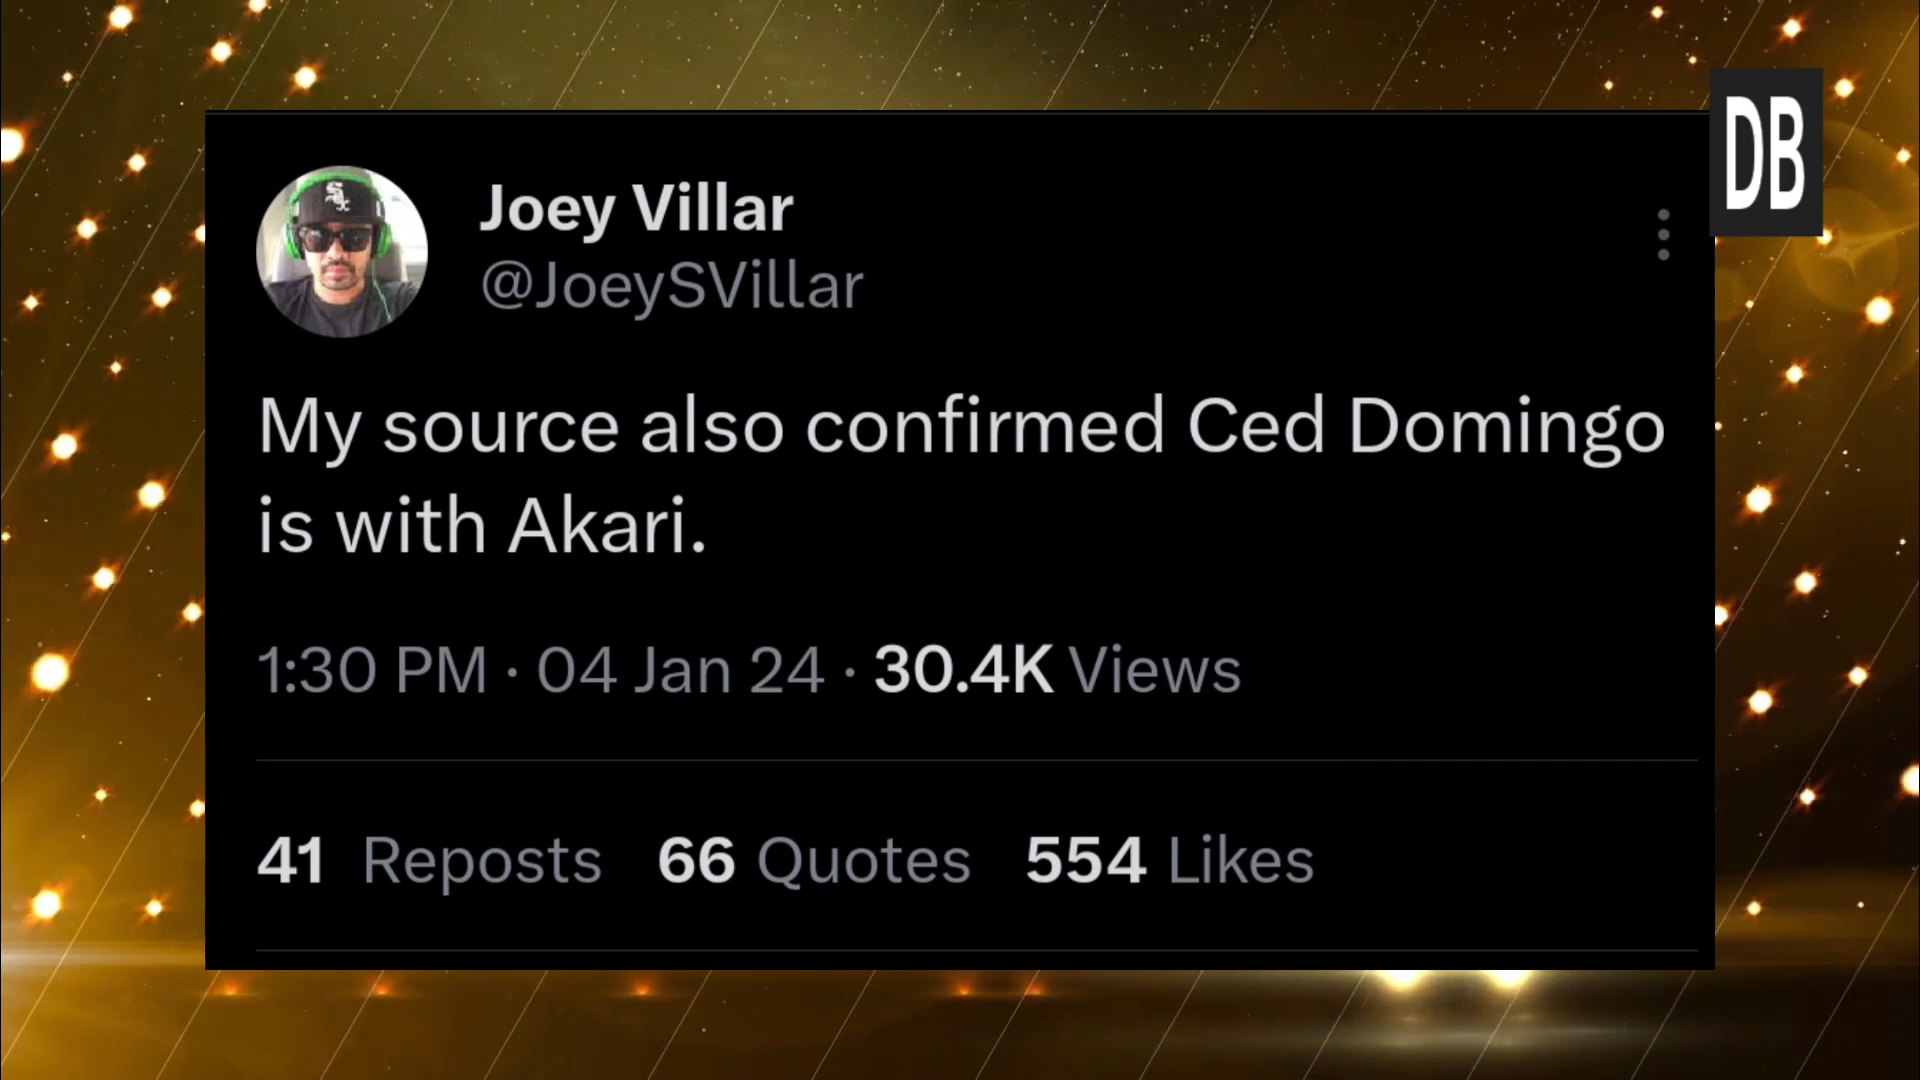 DB
Joey Villar
@JoeySVillar
My source also confirmed Ced Domingo
is with Akari.
1:30 PM · 04 Jan 24 · 30.4K Views
41 Reposts 66 Quotes 554 Likes